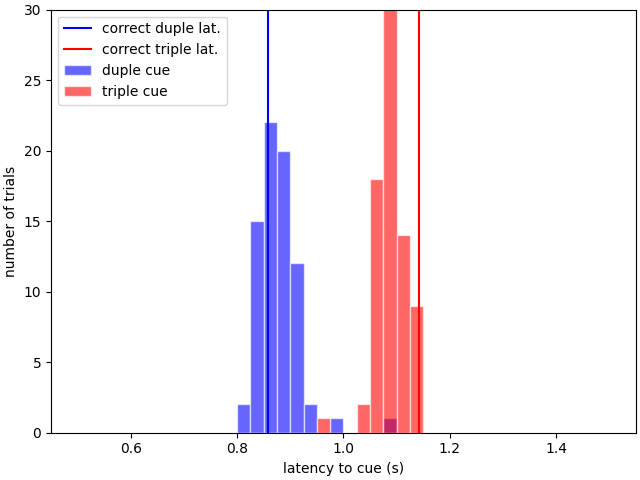 30
25
20
15
10
5
0
number of trials
correct duple lat.
correct triple lat.
duple cue
triple cue
0.6 0.8 1.0 1.2 1.4
latency to cue (s)